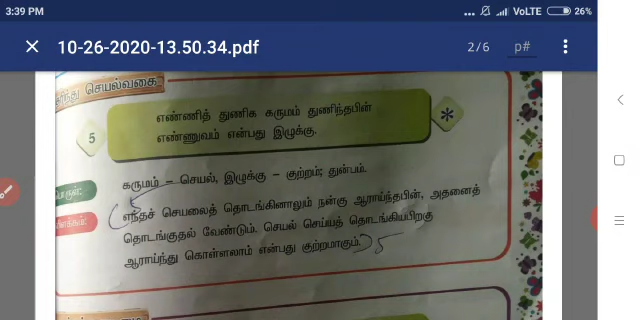 3:39 PM
... VoLTE 26%
10-26-2020-13.50.34.pdf
2/6
p#
செயல்வகை
5
எண்ணித் துணிக கருமம் துணிந்தபின்
எண்ணுவம் என்பது இழுக்கு.
*
கருமம் – செயல், இழுக்கு – குற்றம்; துன்பம்.
எந்தச் செயலைத் தொடங்கினாலும் நன்கு ஆராய்ந்தபின், அதனைத்
தொடங்குதல் வேண்டும். செயல் செய்யத் தொடங்கியபிறகு
ஆராய்ந்து கொள்ளலாம் என்பது குற்றமாகும்.